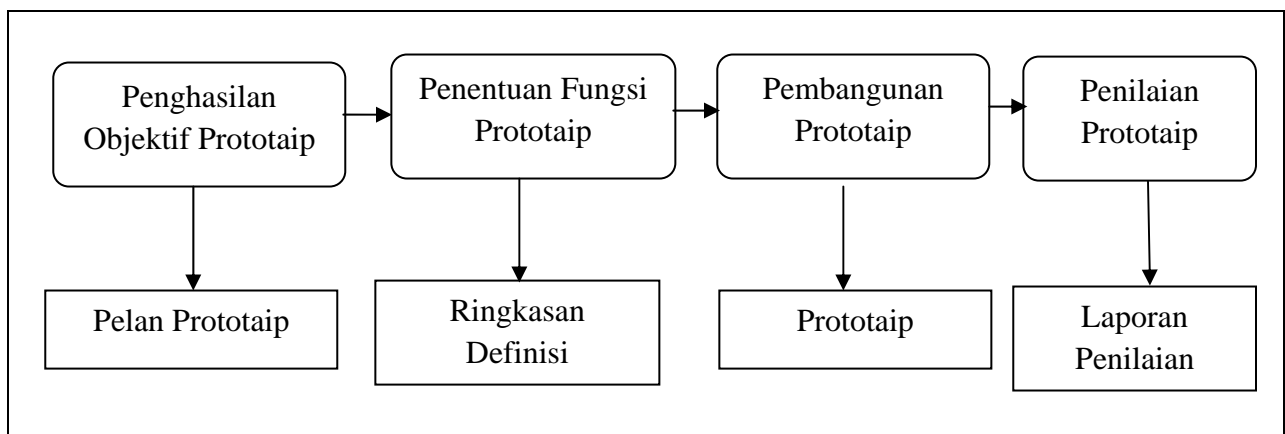 Penghasilan
Objektif Prototaip
Penentuan Fungsi
Prototaip
Pembangunan
Prototaip
Penilaian
Prototaip
Pelan Prototaip
Ringkasan
Definisi
Prototaip
Laporan
Penilaian